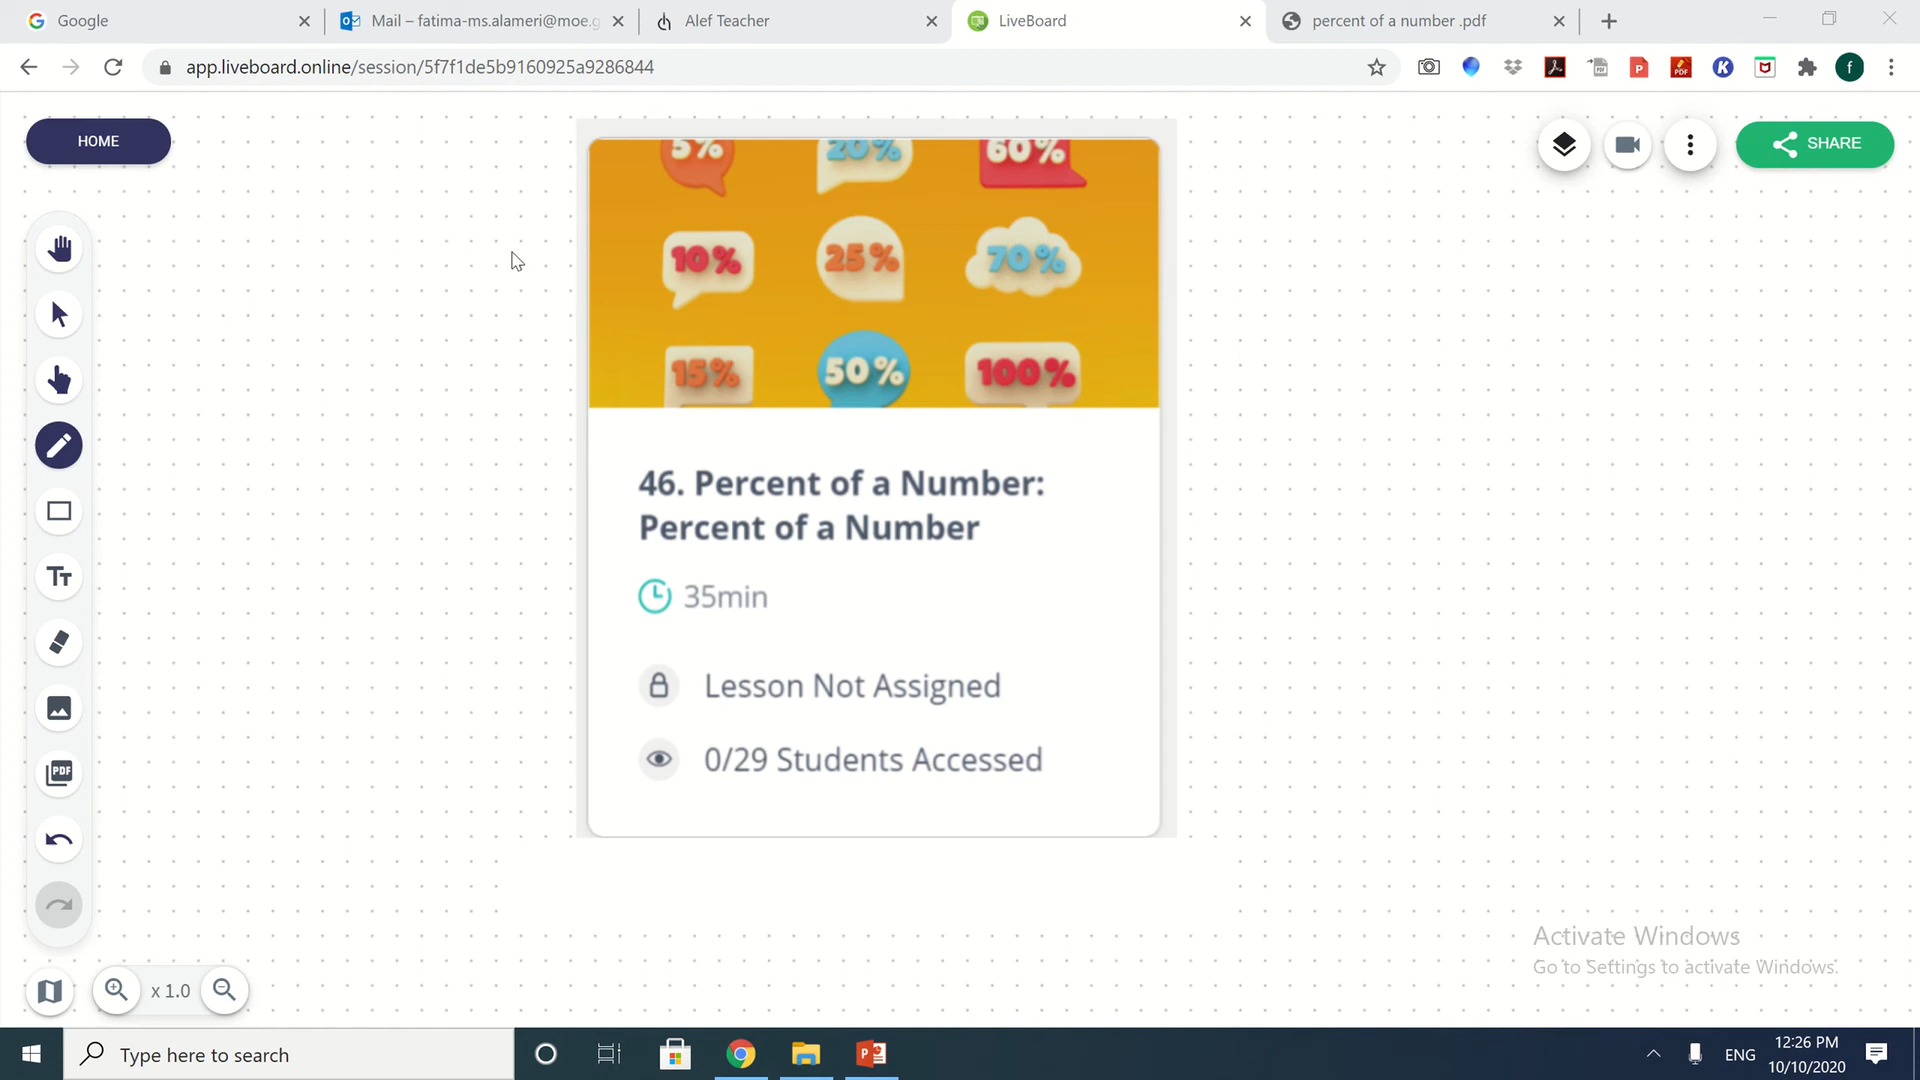 Google
Mail – fatima-ms.alameri@moe.g
Alef Teacher
LiveBoard
percent of a number .pdf
app.liveboard.online/session/5f7f1de5b9160925a9286844
f
HOME
SHARE
5% 20% 60%
10% 25% 70%
15% 50% 100%
46. Percent of a Number:
Percent of a Number
35min
Lesson Not Assigned
0/29 Students Accessed
TT
PDF
x 1.0
Activate Windows
Go to Settings to activate Windows.
Type here to search
ENG
12:26 PM
10/10/2020